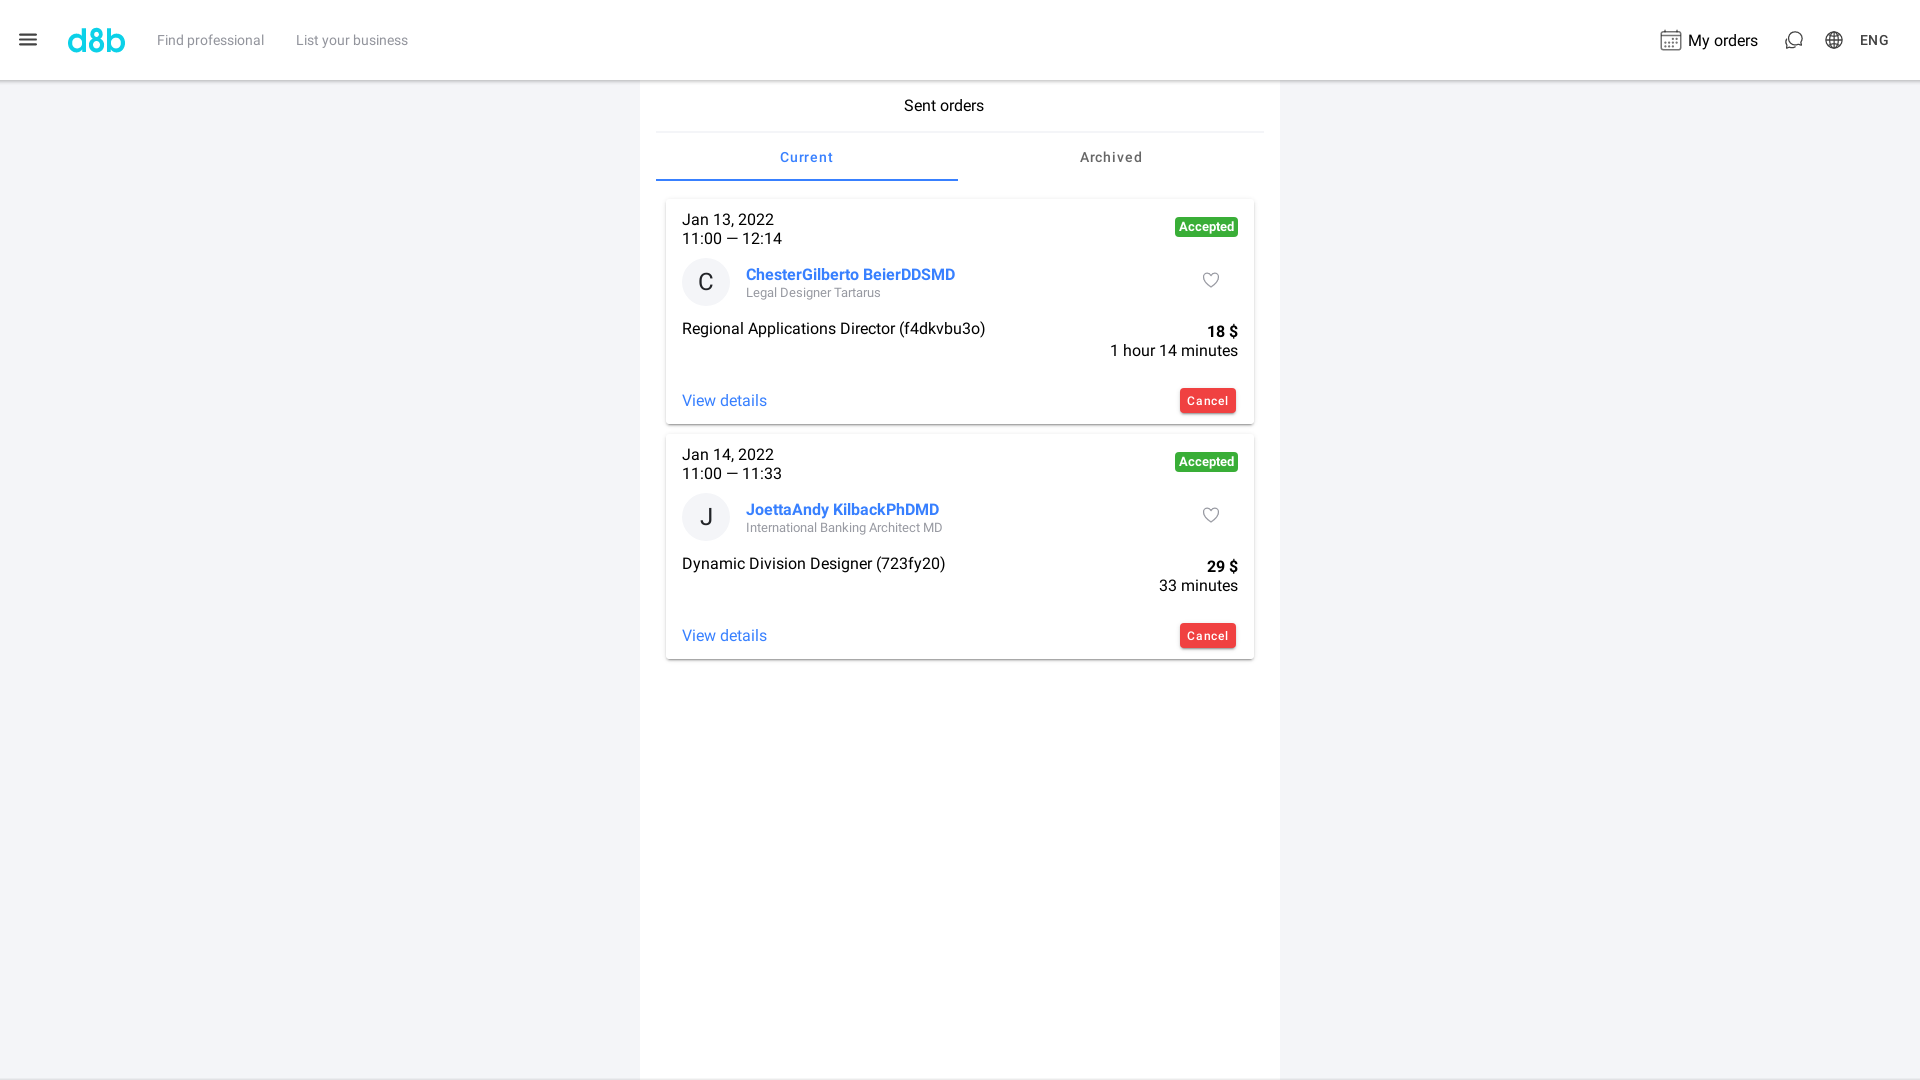 d8b
Find professional
List your business
My orders
ENG
Sent orders
Current
Archived
Jan 13, 2022
11:00 — 12:14
Accepted
C
ChesterGilberto BeierDDSMD
Legal Designer Tartarus
Regional Applications Director (f4dkvbu3o)
18 $
1 hour 14 minutes
View details
Cancel
Jan 14, 2022
11:00 — 11:33
Accepted
J
JoettaAndy KilbackPhDMD
International Banking Architect MD
Dynamic Division Designer (723fy20)
29 $
33 minutes
View details
Cancel